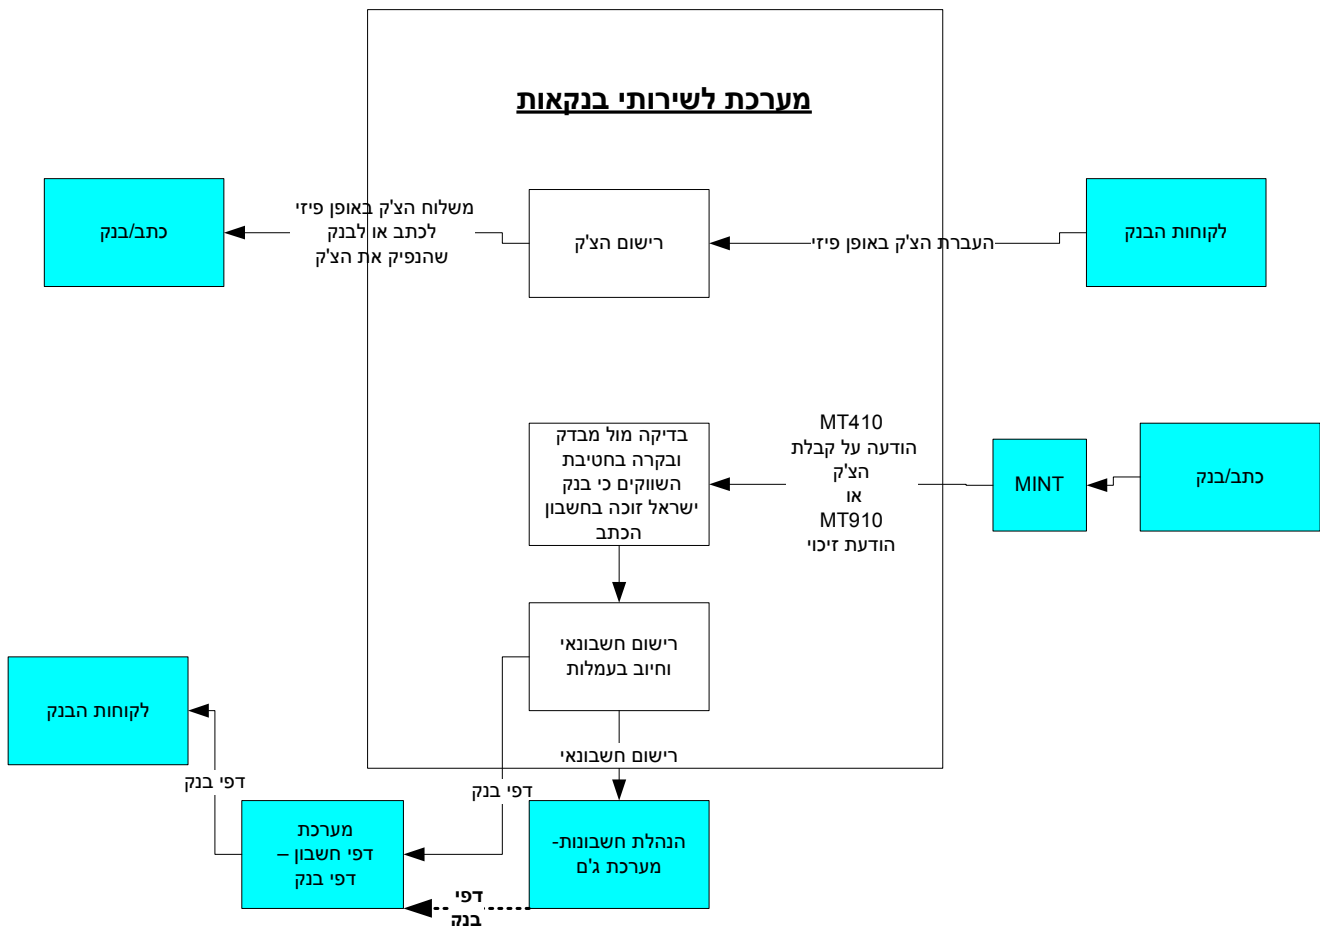 מערכת לשירותי בנקאות
לקוחות הבנק
העברת הצ'ק באופן פיזי
רישום הצ'ק
משלוח הצ'ק באופן פיזי
לכתב או לבנק
שהנפיק את הצ'ק
כתב/בנק
כתב/בנק
MINT
MT410
הודעה על קבלת
הצ'ק
או
MT910
הודעת זיכוי
בדיקה מול מבדק
ובקרה בחטיבת
השווקים כי בנק
ישראל זוכה בחשבון
הכתב
רישום חשבונאי
וחיוב בעמלות
רישום חשבונאי
דפי בנק
הנהלת חשבונות-
מערכת ג'ם
דפי
בנק
מערכת
דפי חשבון –
דפי בנק
דפי בנק
לקוחות הבנק